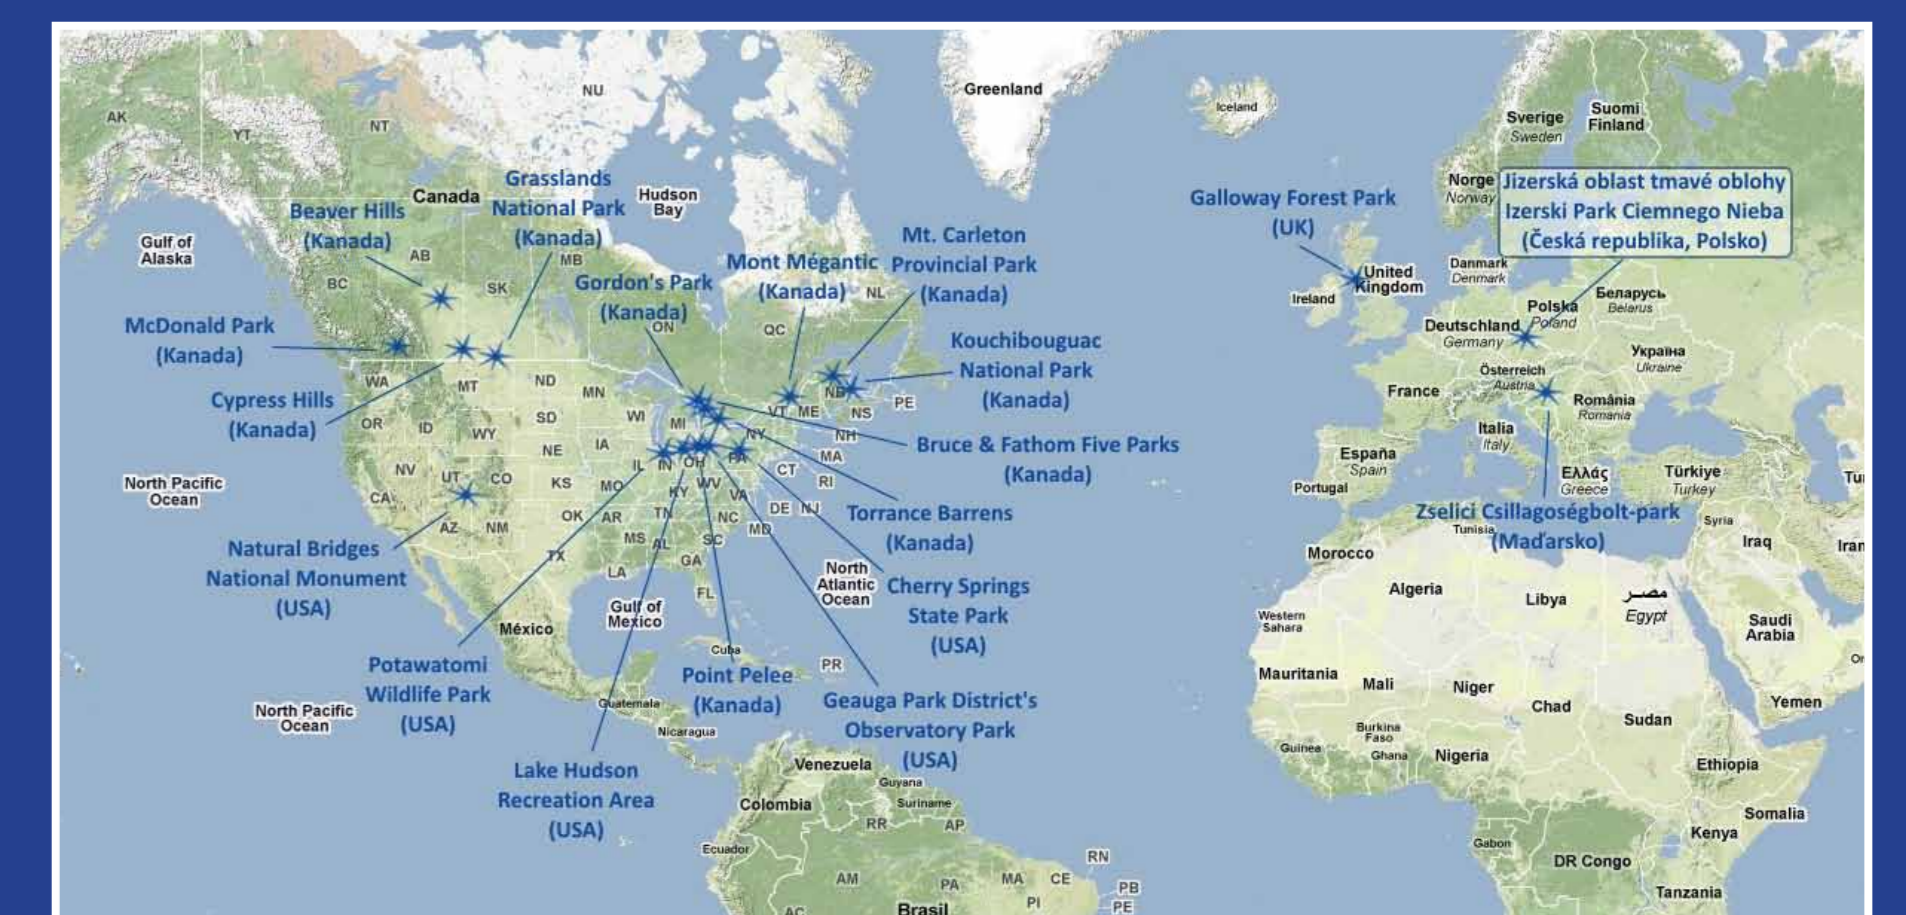 Greenland
NU
AK
YT
NT
Iceland
Sverige
Sweden
Suomi
Finland
Norge
Norway
Canada
Hudson
Bay
Grasslands
National Park
(Kanada)
Beaver Hills
(Kanada)
Gulf of
Alaska
AB
MB
BC
SK
Gordon's Park
(Kanada)
ON
Mont Mégantic
(Kanada)
NL
QC
Mt. Carleton
Provincial Park
(Kanada)
Galloway Forest Park
(UK)
Jizerská oblast tmavé oblohy
Izerski Park Ciemnego Nieba
(Česká republika, Polsko)
United
Kingdom
Ireland
Danmark
Denmark
Polska
Poland
Беларусь
Belarus
Deutschland
Germany
Україна
Ukraine
Österreich
Austria
France
România
Romania
Italia
Italy
España
Spain
Portugal
Ελλάς
Greece
Türkiye
Turkey
Tu
McDonald Park
(Kanada)
Cypress Hills
(Kanada)
Kouchibouguac
National Park
(Kanada)
WA
MT
ND
MN
OR
ID
SD
WI
MI
WY
NE
IA
NV
UT
CO
IL
IN
OH
PA
NY
VT
ME
NB
NS
PE
NH
MA
CT
RI
CA
KS
MO
KY
WV
VA
DE
NJ
MD
AZ
NM
OK
AR
TN
NC
SC
MS
AL
GA
TX
LA
FL
Bruce & Fathom Five Parks
(Kanada)
Torrance Barrens
(Kanada)
Cherry Springs
State Park
(USA)
North Pacific
Ocean
Natural Bridges
National Monument
(USA)
North
Atlantic
Ocean
Gulf of
Mexico
México
Cuba
PR
Zselici Csillagoségbolt-park
(Maďarsko)
Tunisia
Syria
Iraq
Iran
Morocco
Algeria
Libya
مصر
Egypt
Western
Sahara
Saudi
Arabia
Or
Potawatomi
Wildlife Park
(USA)
Point Pelee
(Kanada)
Geauga Park District's
Observatory Park
(USA)
Lake Hudson
Recreation Area
(USA)
North Pacific
Ocean
Guatemala
Nicaragua
Mauritania
Mali
Niger
Chad
Sudan
Yemen
Burkina
Faso
Guinea
Ghana
Nigeria
Ethiopia
Venezuela
Guyana
Suriname
Colombia
RR
AP
Ecuador
Somalia
Kenya
Gabon
DR Congo
Tanzania
RN
AM
PA
MA
CE
PB
PI
PE
AC
Brasil